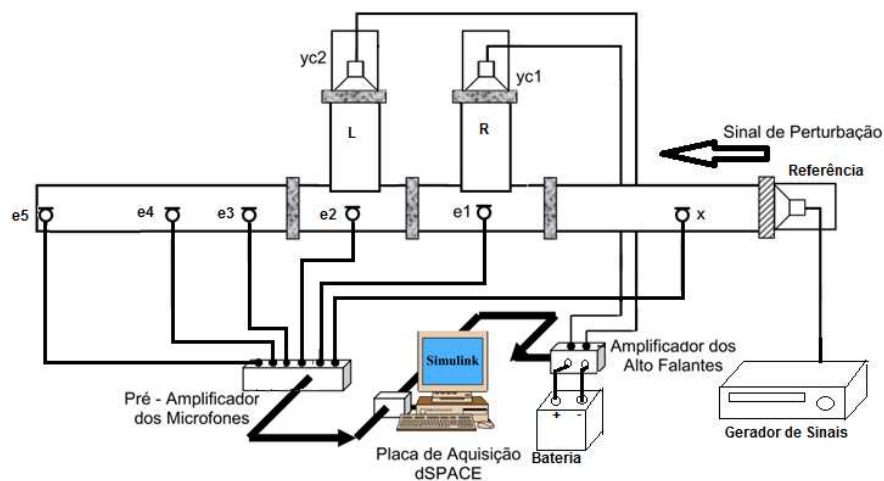 yc2
yc1
L
R
Sinal de Perturbação
Referência
e5
e4
e3
e2
e1
x
Simulink
Amplificador dos
Alto Falantes
Pré - Amplificador
dos Microfones
+ -
Placa de Aquisição
dSPACE
Bateria
Gerador de Sinais